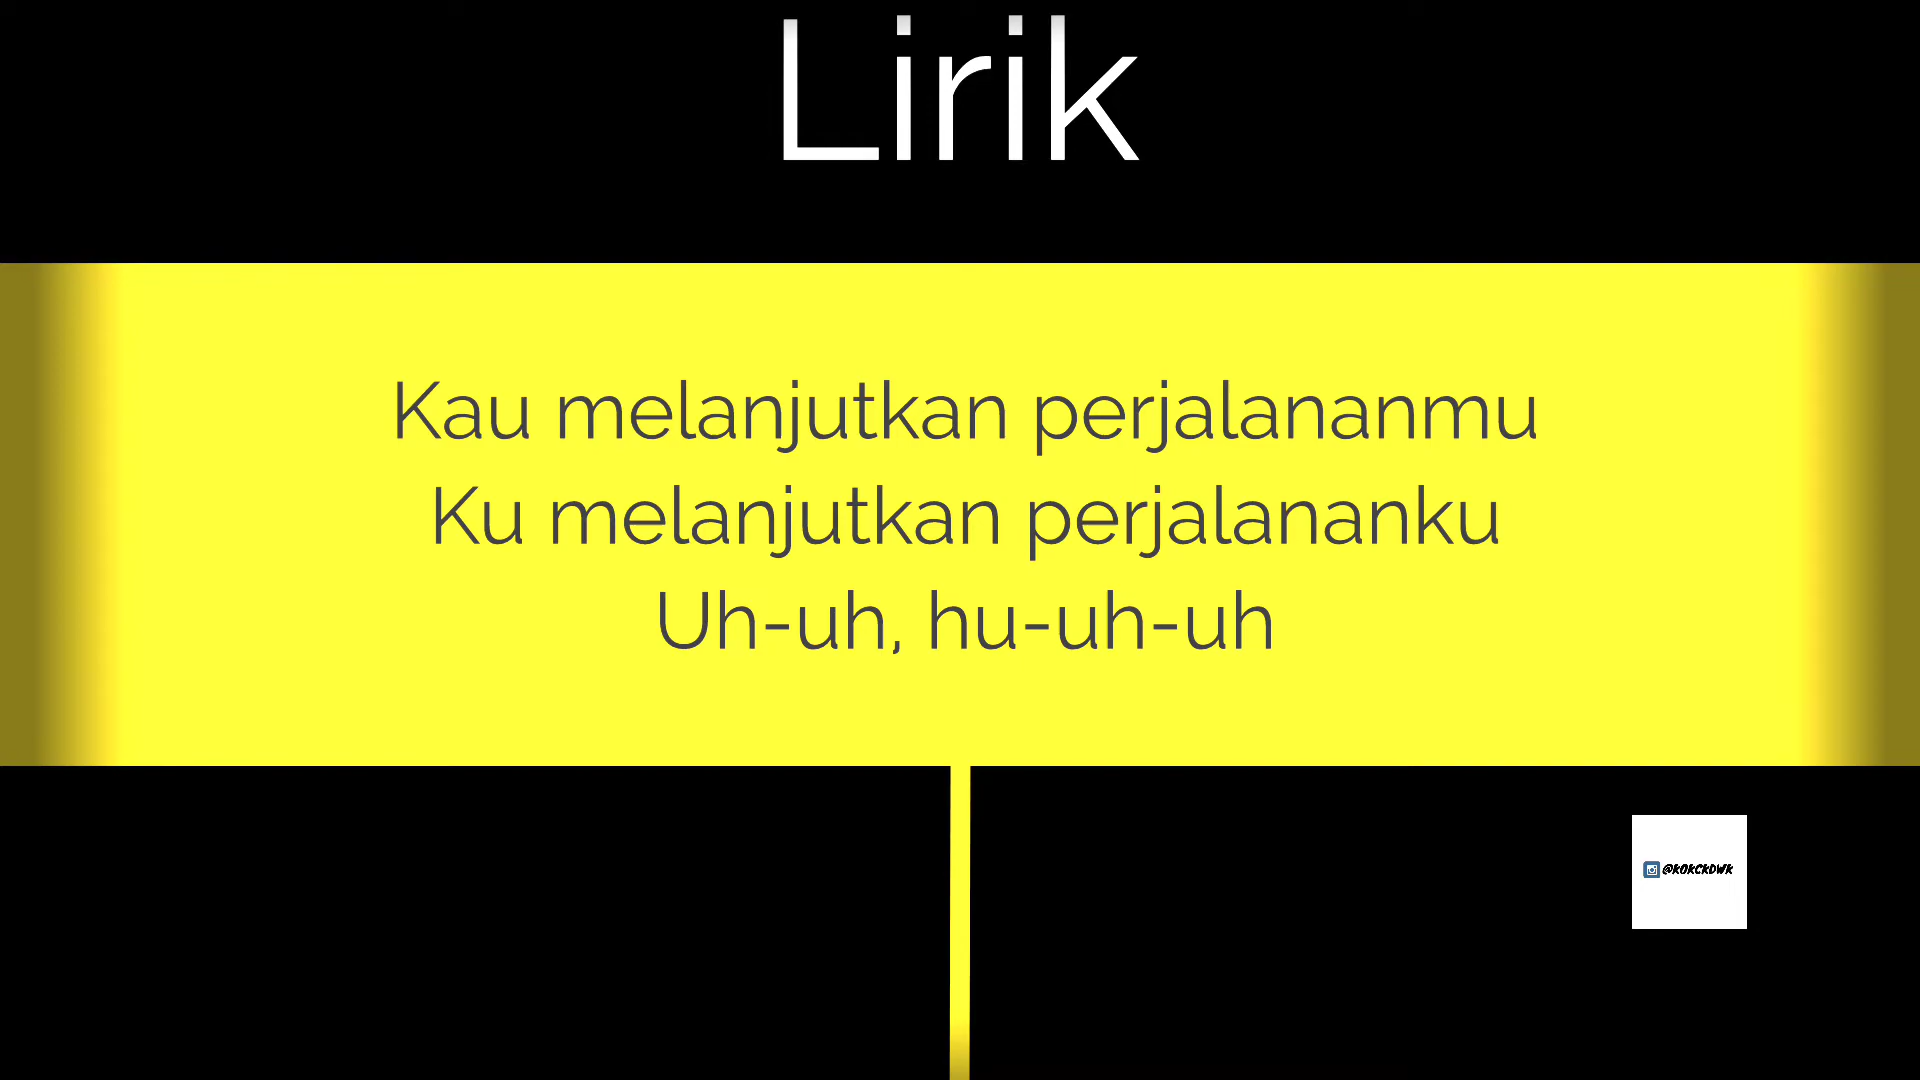 Lirik
Kau melanjutkan perjalananmu
Ku melanjutkan perjalananku
Uh-uh, hu-uh-uh
@KOKCKDWK